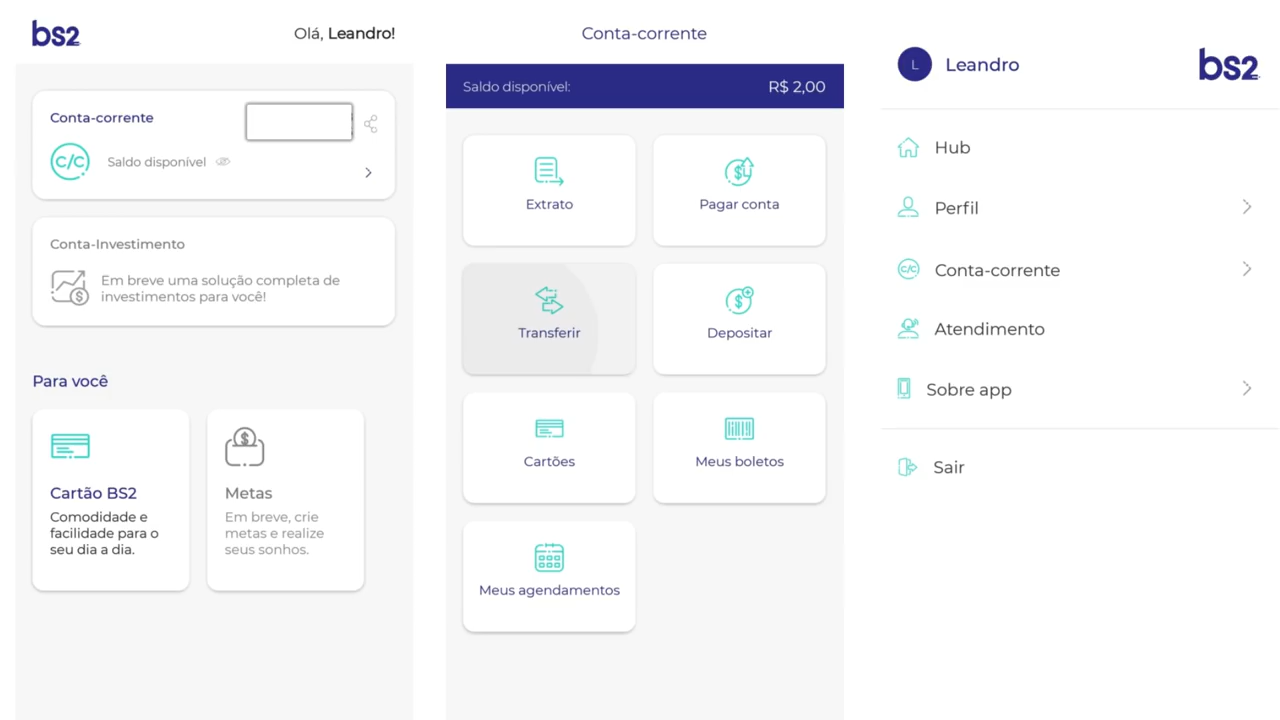 bs2
Olá, Leandro!
Conta-corrente
C/C
Saldo disponível
Conta-Investimento
Em breve uma solução completa de
investimentos para você!
Para você
Cartão BS2
Comodidade e
facilidade para o
seu dia a dia.
Metas
Em breve, crie
metas e realize
seus sonhos.
Conta-corrente
Saldo disponível: R$ 2,00
Extrato
Pagar conta
Transferir
Depositar
Cartões
Meus boletos
Meus agendamentos
L Leandro
bs2
Hub
Perfil
C/C Conta-corrente
Atendimento
Sobre app
Sair